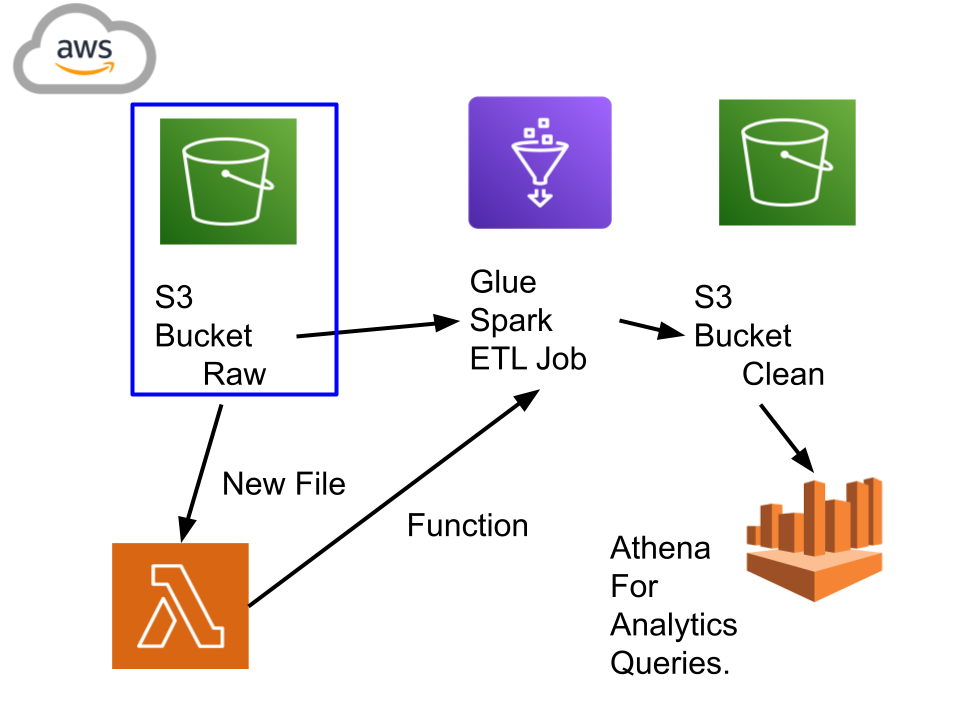 aws
S3
Bucket
Raw
Glue
Spark
ETL Job
S3
Bucket
Clean
New File
Function
Athena
For
Analytics
Queries.